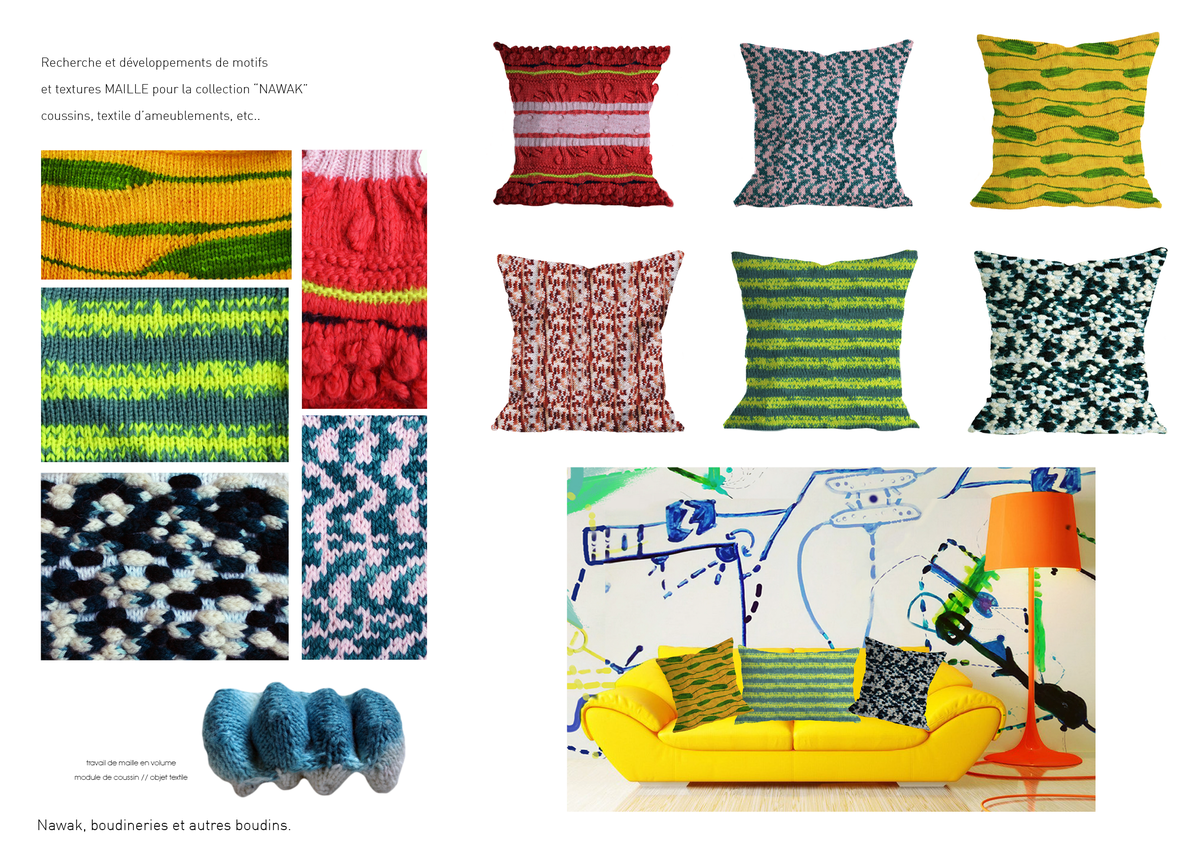 Recherche et développements de motifs
et textures MAILLE pour la collection “NAWAK”
coussins, textile d'ameublements, etc..
travail de maille en volume
module de coussin // objet textile
Nawak, boudineries et autres boudins.